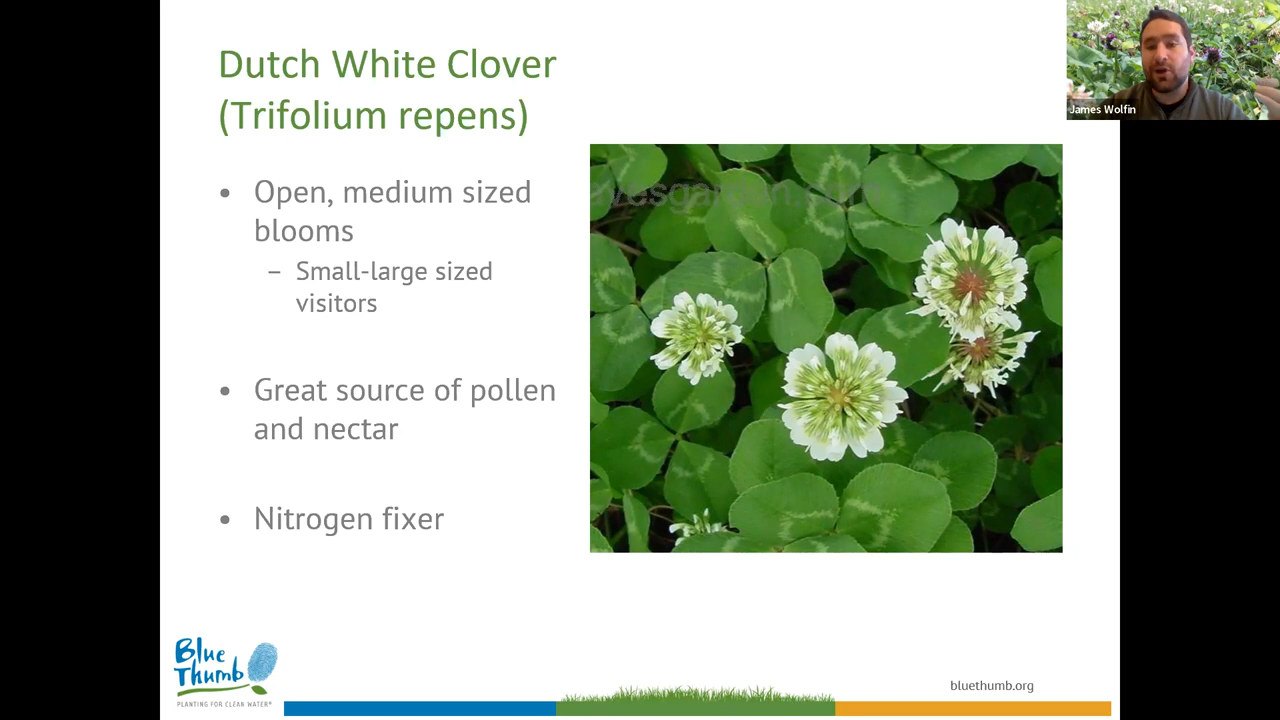 Dutch White Clover
(Trifolium repens)
• Open, medium sized
blooms
– Small-large sized
visitors
• Great source of pollen
and nectar
• Nitrogen fixer
James Wolfin
Blue
Thumb
PLANTING FOR CLEAN WATER®
bluethumb.org